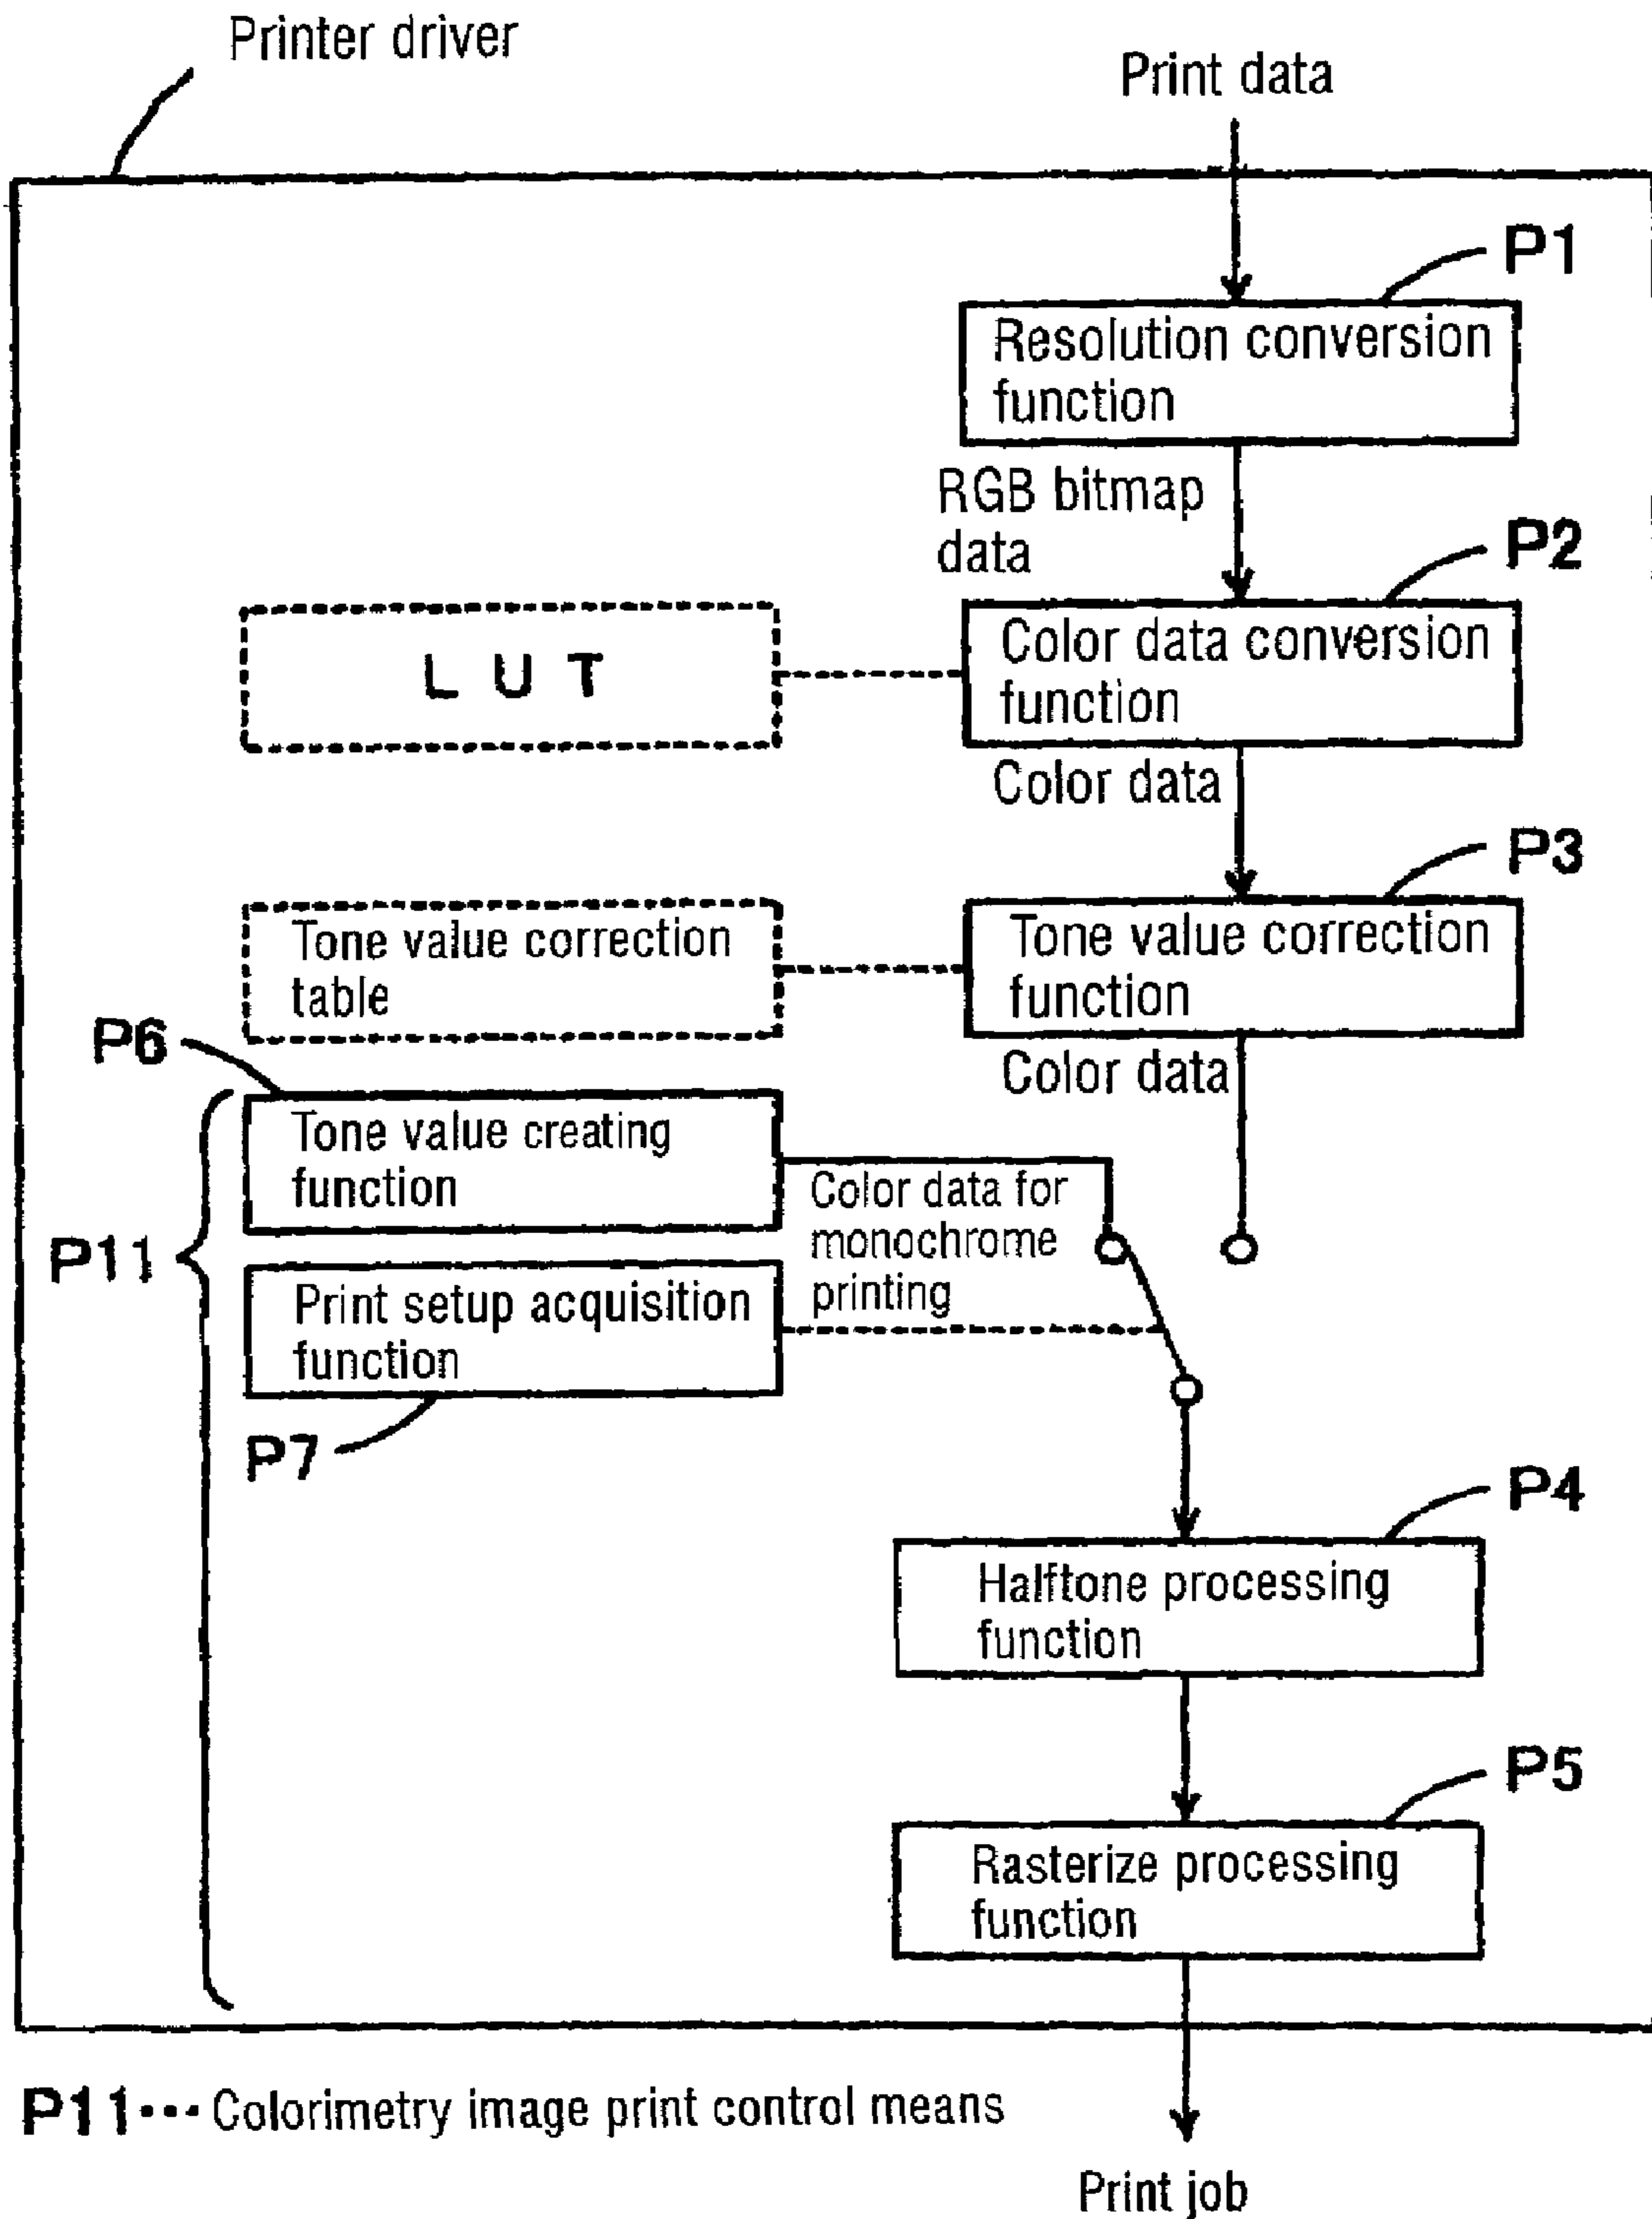 Printer driver
Print data
P1
Resolution conversion
function
RGB bitmap
data
P2
LUT
Color data conversion
function
Color data
P3
Tone value correction
table
Tone value correction
function
P6
Color data
Tone value creating
function
Color data for
monochrome
printing
P11
Print setup acquisition
function
P7
P4
Halftone processing
function
P5
Rasterize processing
function
P11••• Colorimetry image print control means
Print job